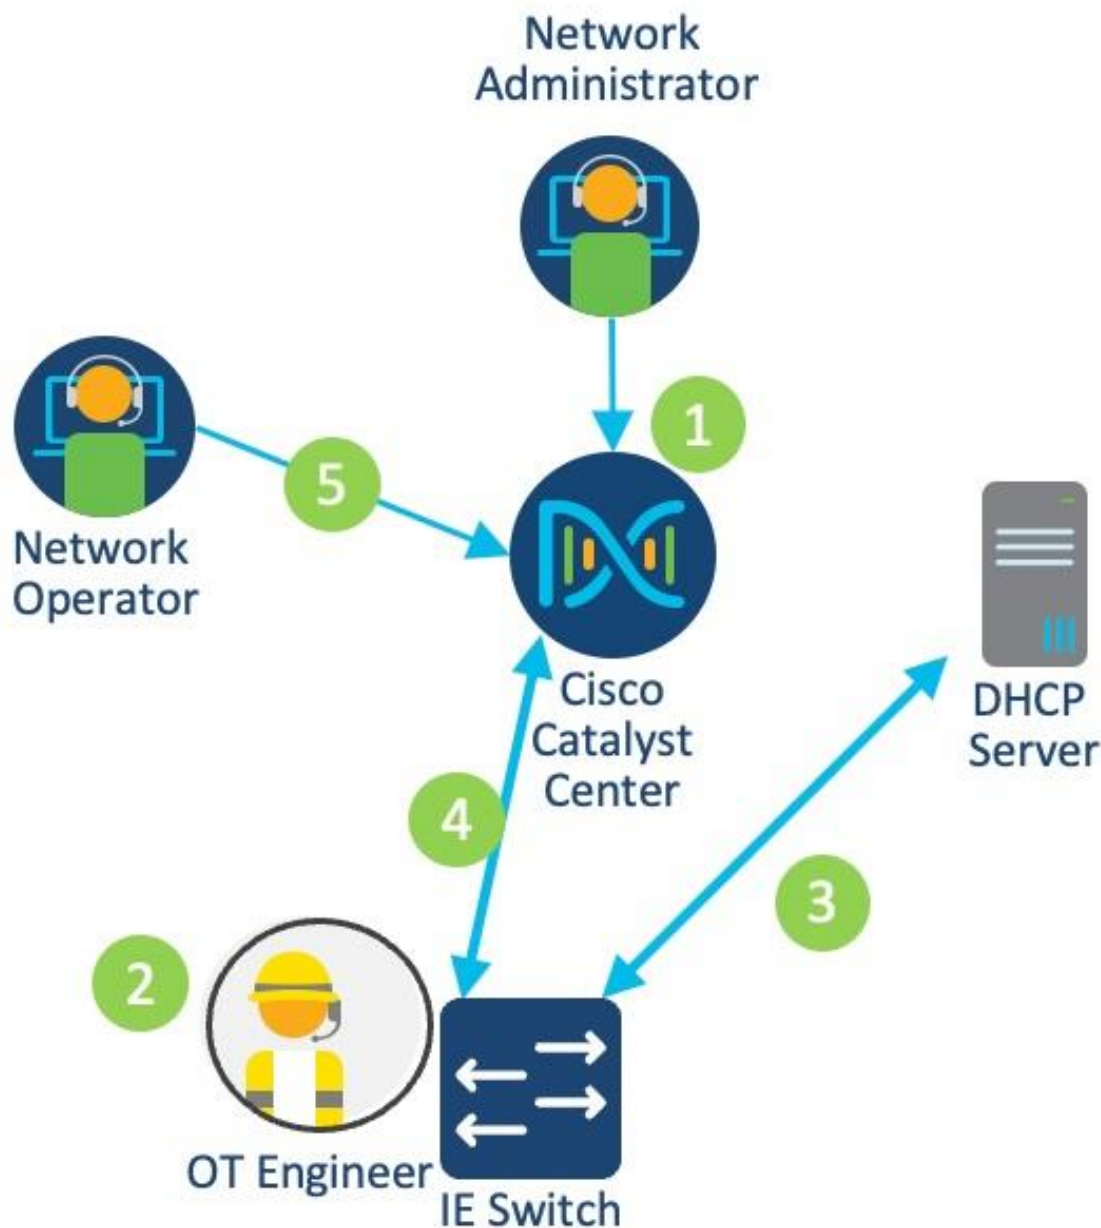 Network
Administrator
1
5
Network
Operator
Cisco
Catalyst
Center
DHCP
Server
4
3
2
OT Engineer
IE Switch